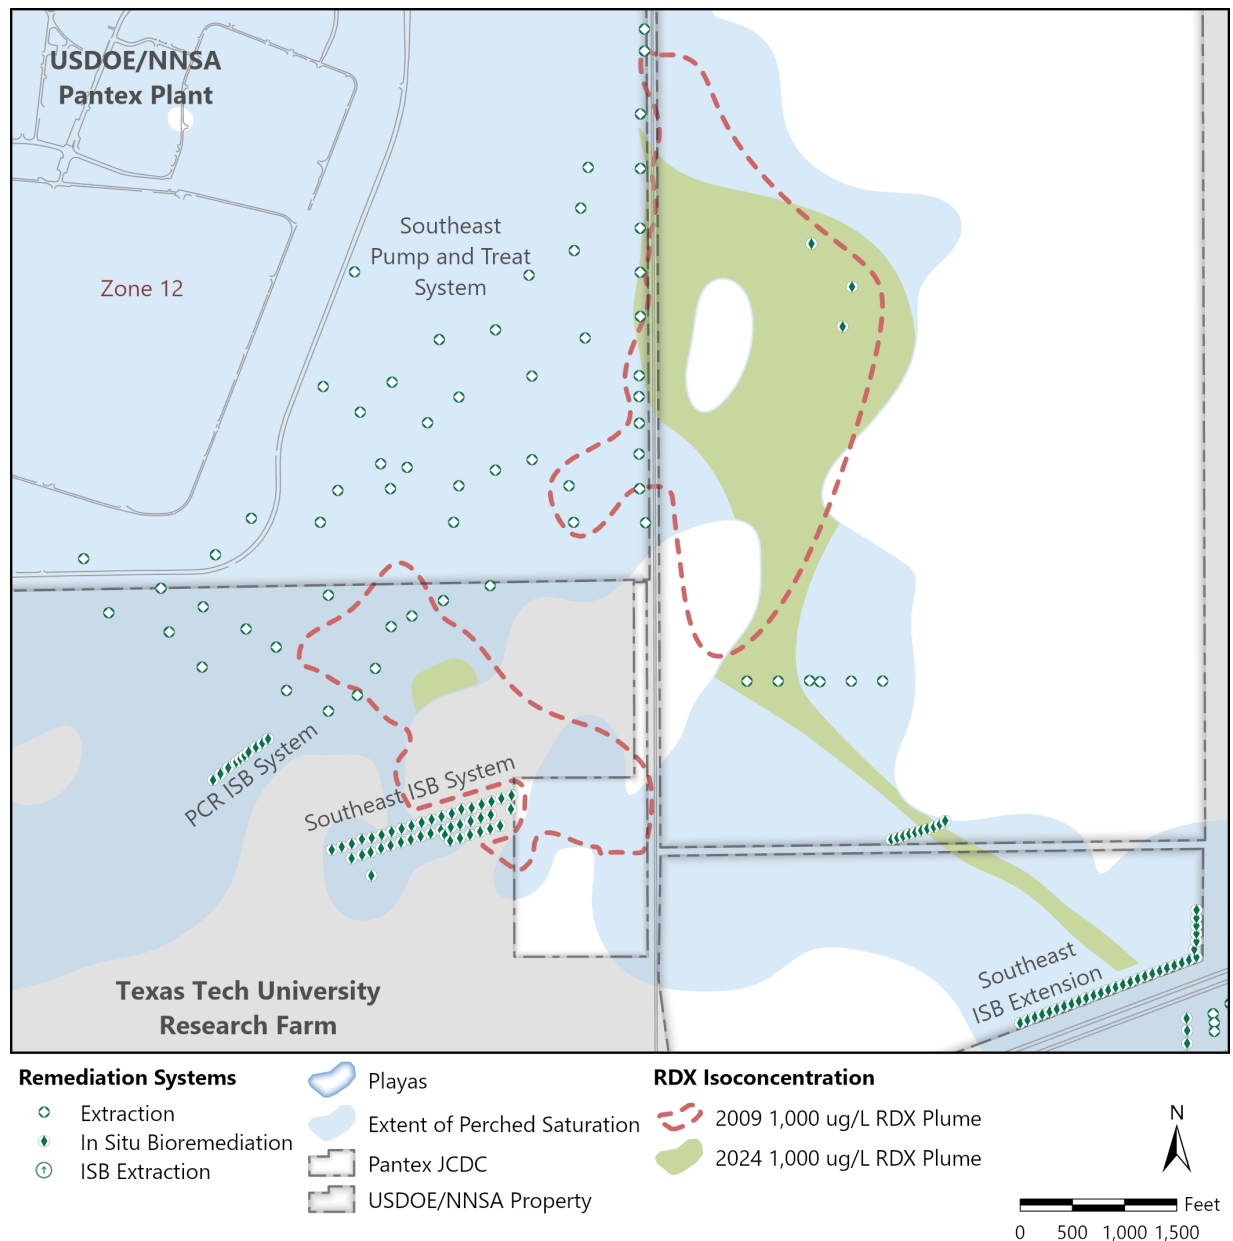 USDOE/NNSA
Pantex Plant
Southeast
Pump and Treat
System
Zone 12
PCR ISB System
Southeast ISB System
Southeast
ISB Extension
Texas Tech University
Research Farm
Remediation Systems
Extraction
In Situ Bioremediation
ISB Extraction
Playas
Extent of Perched Saturation
Pantex JCDC
USDOE/NNSA Property
RDX Isoconcentration
2009 1,000 ug/L RDX Plume
2024 1,000 ug/L RDX Plume
N
Feet
0 500 1,000 1,500